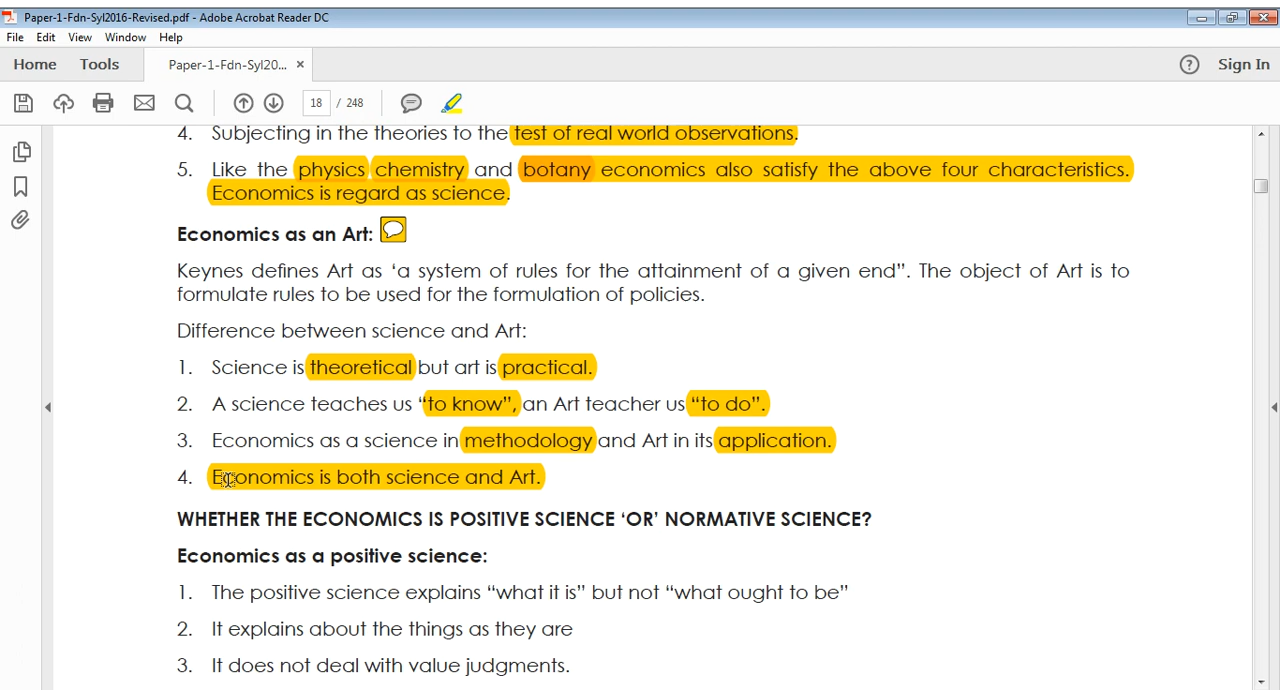 Paper-1-Fdn-Syl2016-Revised.pdf - Adobe Acrobat Reader DC
File Edit View Window Help
Home Tools Paper-1-Fdn-Syl20... × ? Sign In
18 / 248
4. Subjecting in the theories to the test of real world observations.
5. Like the physics chemistry and botany economics also satisfy the above four characteristics.
Economics is regard as science.
Economics as an Art:
Keynes defines Art as ‘a system of rules for the attainment of a given end”. The object of Art is to
formulate rules to be used for the formulation of policies.
Difference between science and Art:
1. Science is theoretical but art is practical.
2. A science teaches us “to know”, an Art teacher us “to do”.
3. Economics as a science in methodology and Art in its application.
4. Economics is both science and Art.
WHETHER THE ECONOMICS IS POSITIVE SCIENCE ‘OR’ NORMATIVE SCIENCE?
Economics as a positive science:
1. The positive science explains “what it is” but not “what ought to be”
2. It explains about the things as they are
3. It does not deal with value judgments.